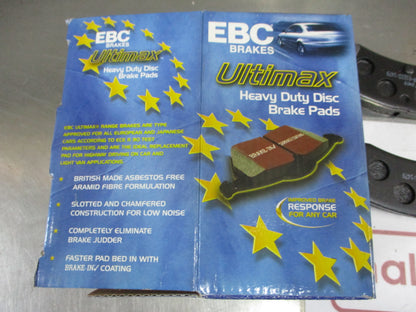 EBC
BRAKES
Ultimax
Heavy Duty Disc
Brake Pads
EBC ULTIMAX® RANGE BRAKES ARE TYPE
APPROVED FOR ALL EUROPEAN AND JAPANESE
CARS ACCORDING TO ECE R 90 TEST
PARAMETERS AND ARE THE IDEAL REPLACEMENT
PAD FOR HIGHWAY DRIVING ON CAR AND
LIGHT VAN APPLICATIONS.
BRITISH MADE ASBESTOS FREE
ARAMID FIBRE FORMULATION
SLOTTED AND CHAMFERED
CONSTRUCTION FOR LOW NOISE
COMPLETELY ELIMINATE
BRAKE JUDDER
FASTER PAD BED IN WITH
BRAKE-IN COATING
EBC
BRAKES
Ultimax
Heavy Duty Disc
Brake Pads
IMPROVED BRAKE
RESPONSE
FOR ANY CAR
al